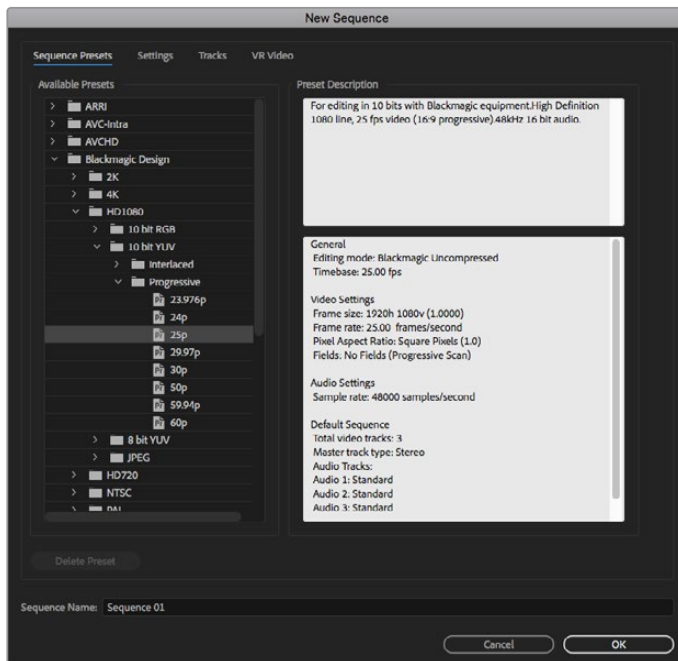 New Sequence
Sequence Presets Settings Tracks VR Video
Available Presets
ARRI
AVC-Intra
AVCHD
Blackmagic Design
2K
4K
HD1080
10 bit RGB
10 bit YUV
Interlaced
Progressive
23.976p
24p
25p
29.97p
30p
50p
59.94p
60p
8 bit YUV
JPEG
HD720
NTSC
PAL
Delete Preset
Preset Description
For editing in 10 bits with Blackmagic equipment.High Definition
1080 line, 25 fps video (16:9 progressive).48kHz 16 bit audio.
General
Editing mode: Blackmagic Uncompressed
Timebase: 25.00 fps
Video Settings
Frame size: 1920h 1080v (1.0000)
Frame rate: 25.00 frames/second
Pixel Aspect Ratio: Square Pixels (1.0)
Fields: No Fields (Progressive Scan)
Audio Settings
Sample rate: 48000 samples/second
Default Sequence
Total video tracks: 3
Master track type: Stereo
Audio Tracks:
Audio 1: Standard
Audio 2: Standard
Audio 3: Standard
Sequence Name: Sequence 01
Cancel OK